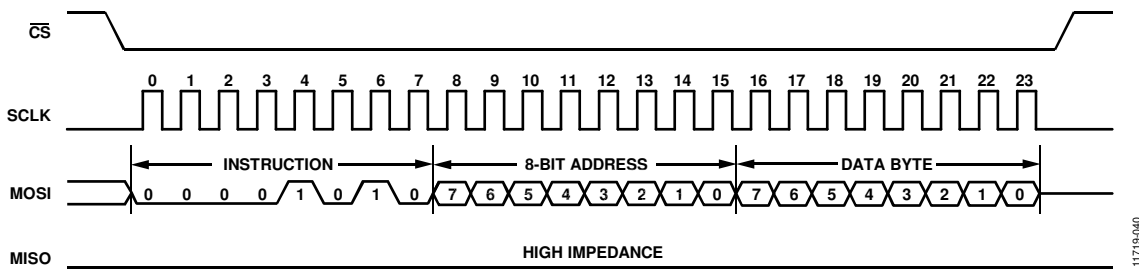 CS
0 1 2 3 4 5 6 7 8 9 10 11 12 13 14 15 16 17 18 19 20 21 22 23
SCLK
INSTRUCTION 8-BIT ADDRESS DATA BYTE
MOSI 0 0 0 0 1 0 1 0 7 6 5 4 3 2 1 0 7 6 5 4 3 2 1 0
HIGH IMPEDANCE
MISO
11719-040